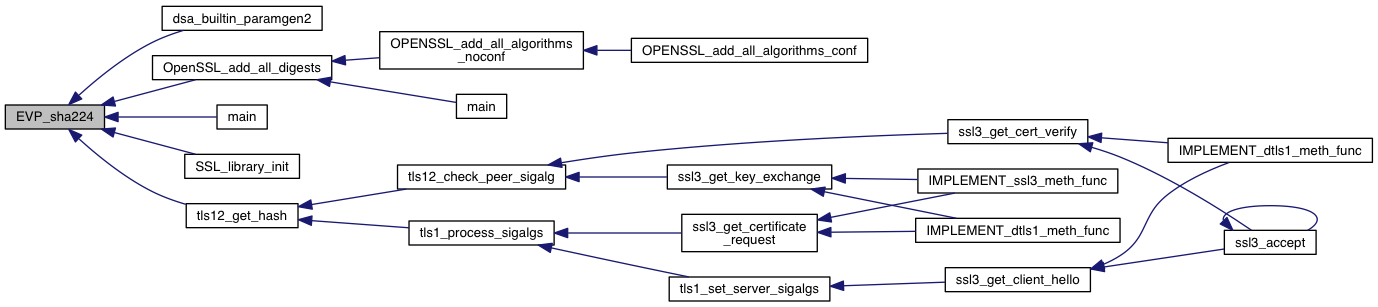 dsa_builtin_paramgen2
OPENSSL_add_all_algorithms
_noconf
OPENSSL_add_all_algorithms_conf
OpenSSL_add_all_digests
main
EVP_sha224
main
SSL_library_init
ssl3_get_cert_verify
IMPLEMENT_dtls1_meth_func
tls12_check_peer_sigalg
ssl3_get_key_exchange
IMPLEMENT_ssl3_meth_func
tls12_get_hash
tls1_process_sigalgs
ssl3_get_certificate
_request
IMPLEMENT_dtls1_meth_func
ssl3_accept
tls1_set_server_sigalgs
ssl3_get_client_hello